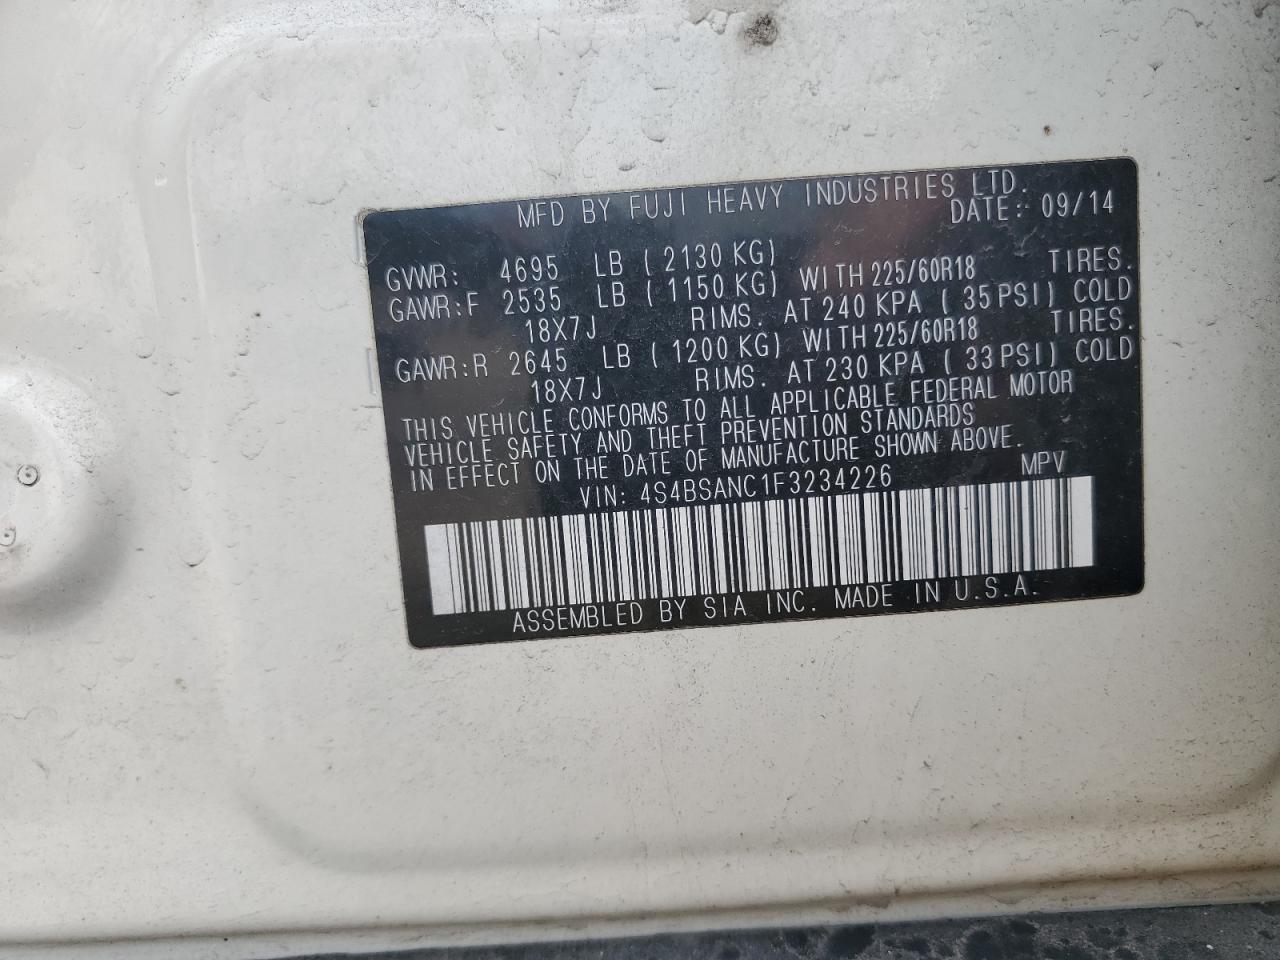 MFD BY FUJI HEAVY INDUSTRIES LTD.
DATE: 09/14
GVWR: 4695 LB ( 2130 KG)
GAWR:F 2535 LB ( 1150 KG) WITH 225/60R18 TIRES.
18X7J RIMS. AT 240 KPA ( 35 PSI) COLD
GAWR:R 2645 LB ( 1200 KG) WITH 225/60R18 TIRES.
18X7J RIMS. AT 230 KPA ( 33 PSI) COLD
THIS VEHICLE CONFORMS TO ALL APPLICABLE FEDERAL MOTOR
VEHICLE SAFETY AND THEFT PREVENTION STANDARDS
IN EFFECT ON THE DATE OF MANUFACTURE SHOWN ABOVE.
VIN: 4S4BSANC1F3234226 MPV
ASSEMBLED BY SIA INC. MADE IN U.S.A.